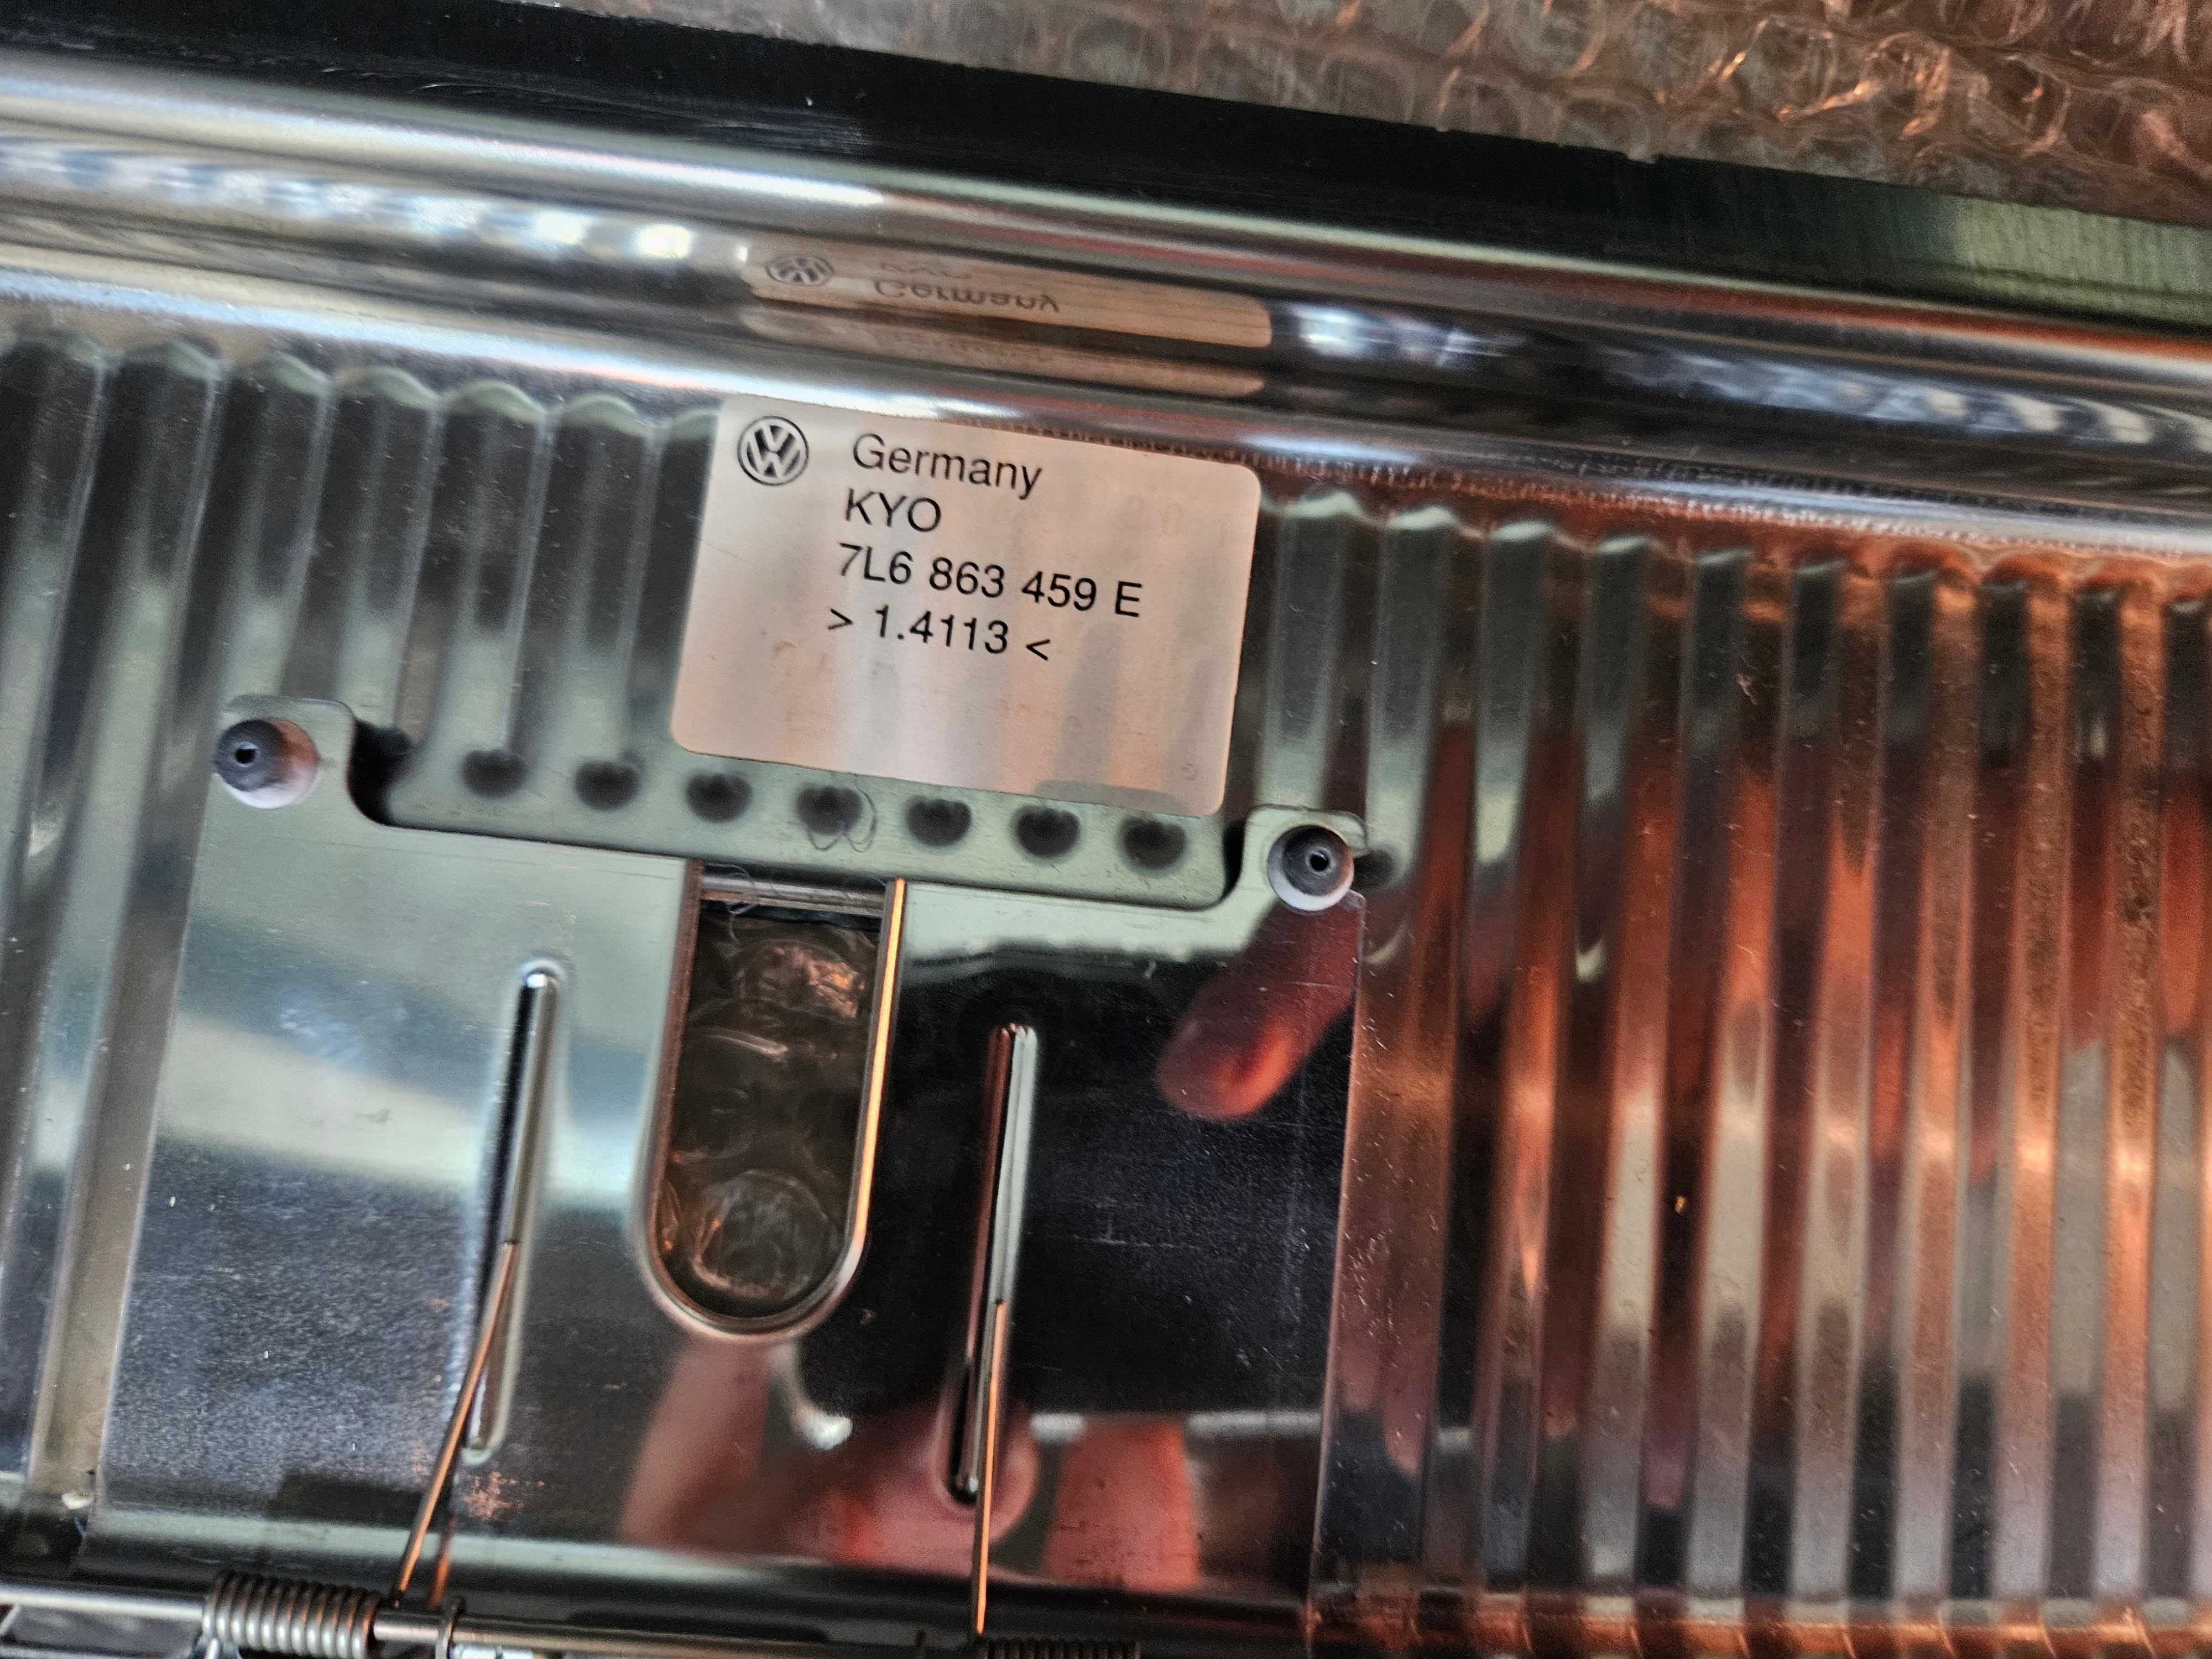 Germany
KYO
7L6 863 459 E
> 1.4113 <